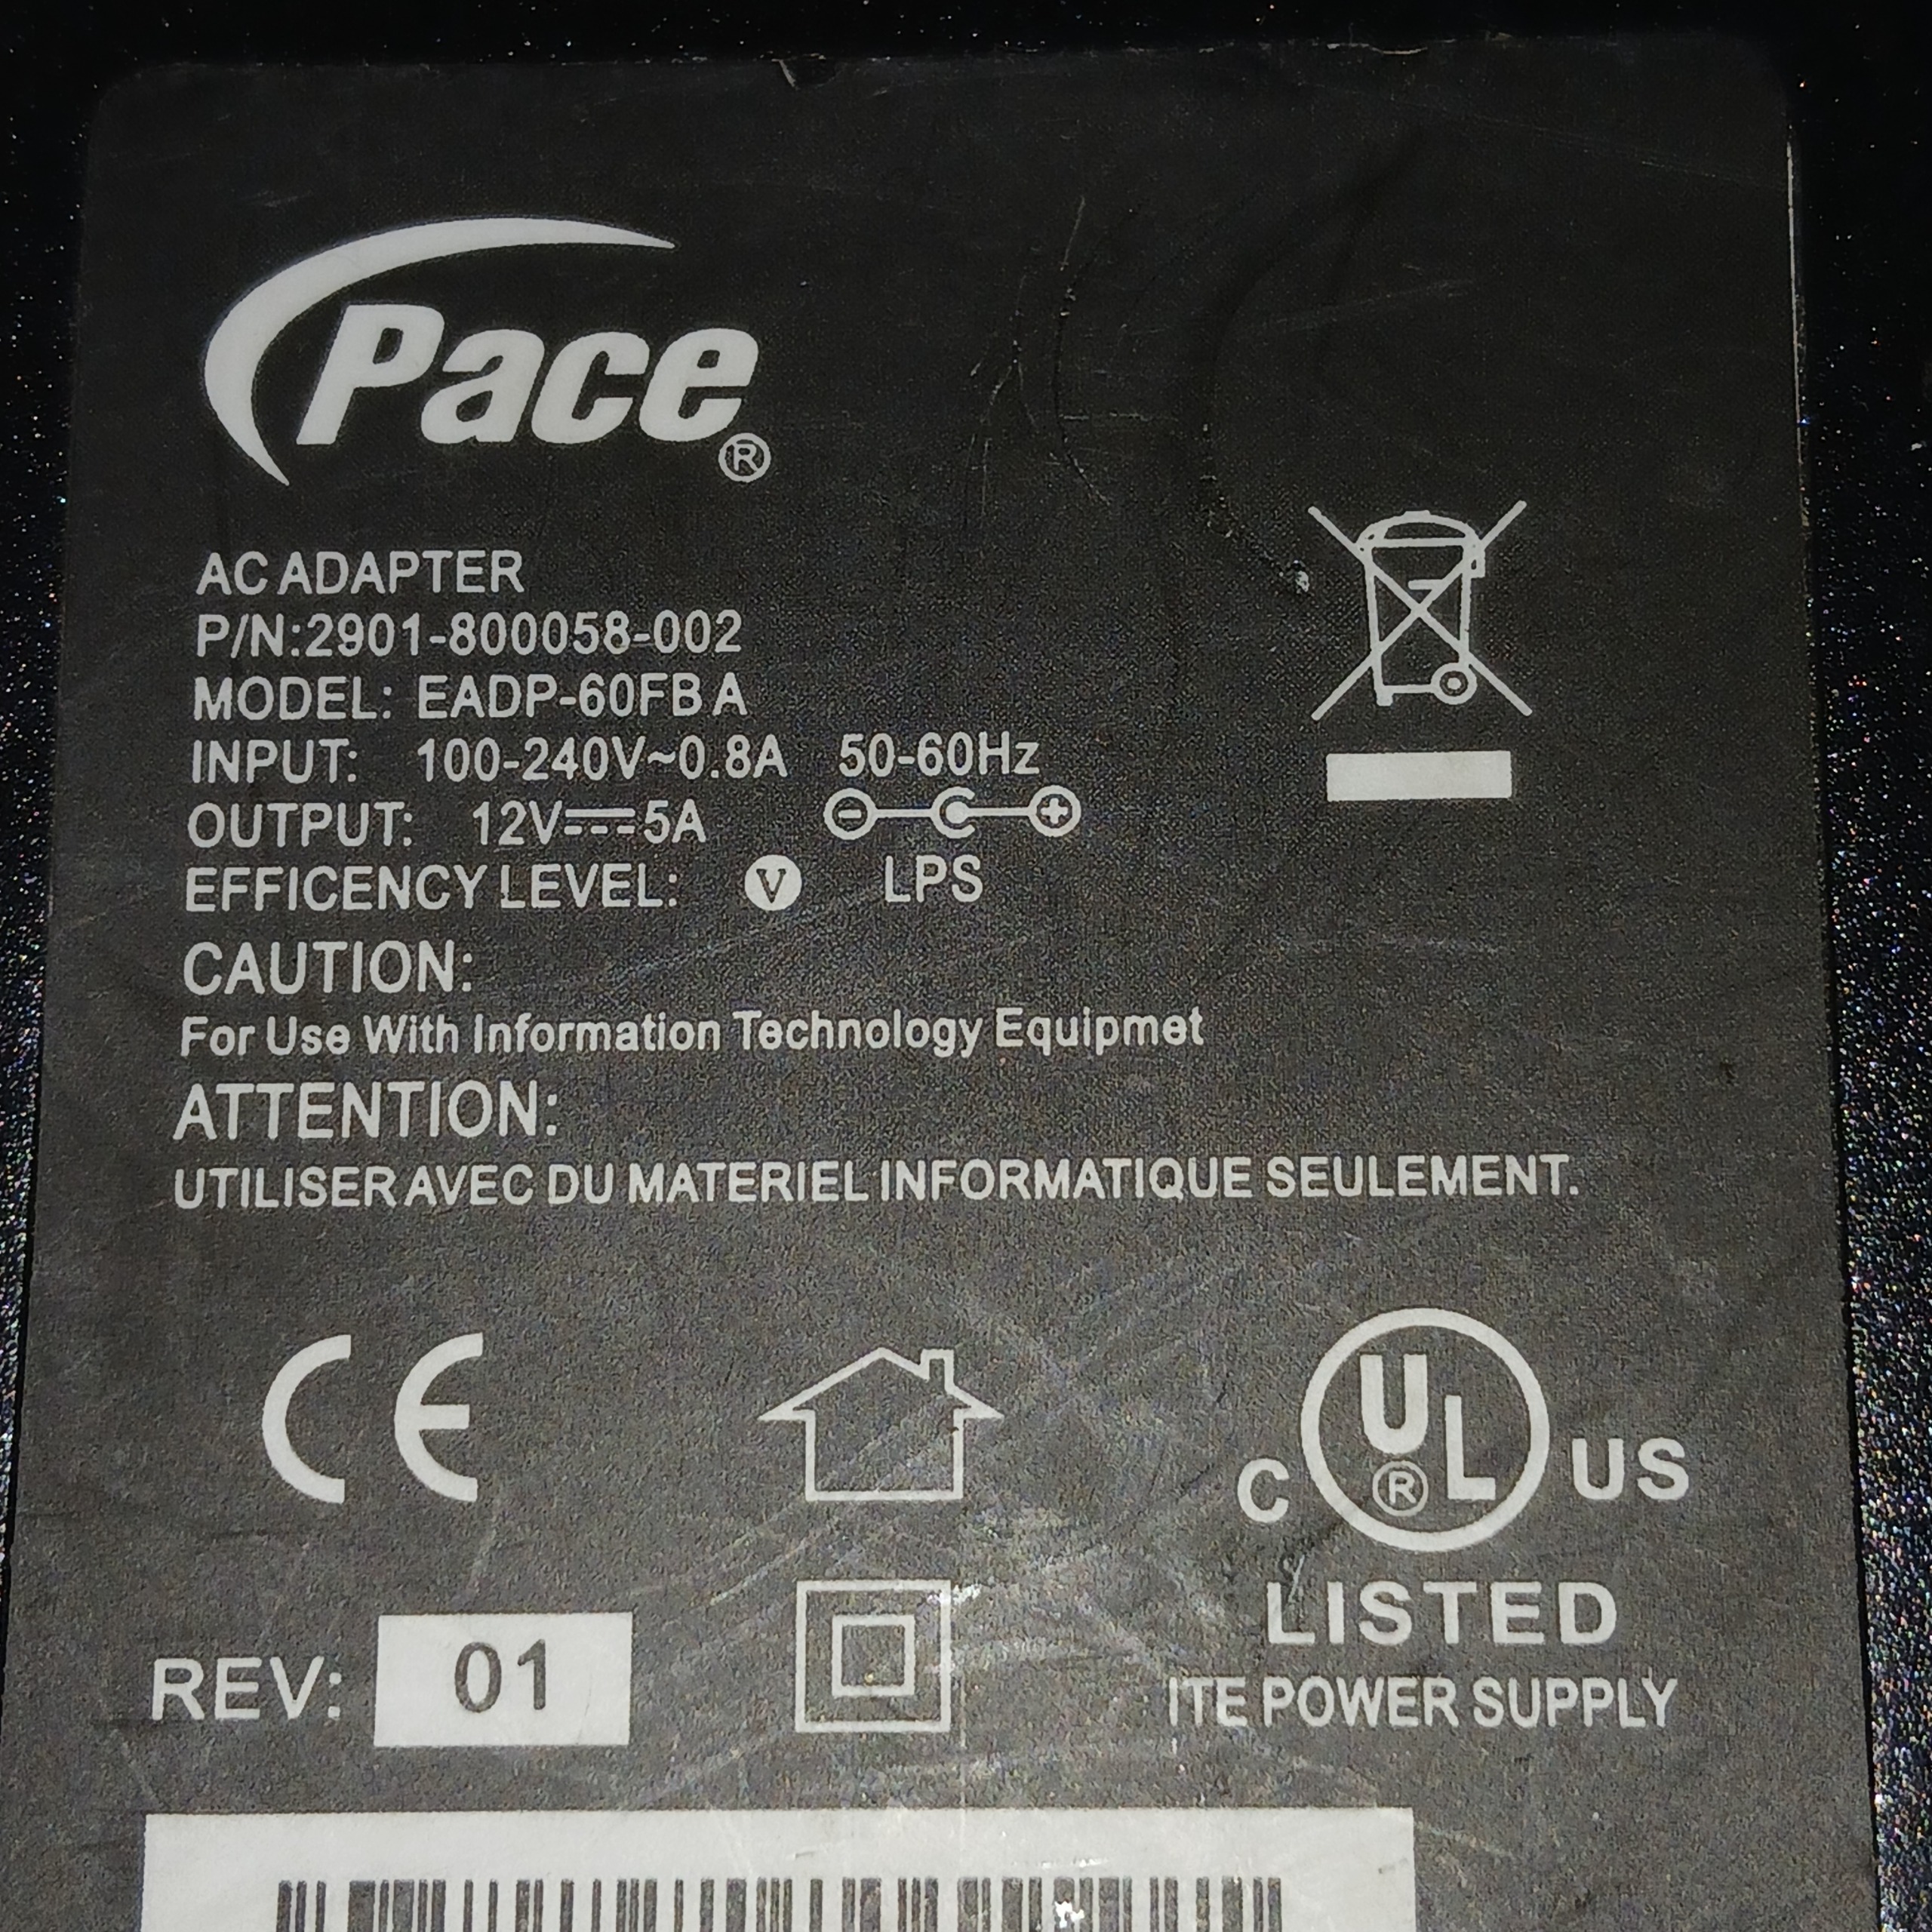 Pace®
AC ADAPTER
P/N:2901-800058-002
MODEL: EADP-60FB A
INPUT: 100-240V~0.8A 50-60Hz
OUTPUT: 12V⎓5A
EFFICENCY LEVEL: V LPS
CAUTION:
For Use With Information Technology Equipmet
ATTENTION:
UTILISER AVEC DU MATERIEL INFORMATIQUE SEULEMENT.
CE
C UL® US
LISTED
ITE POWER SUPPLY
REV: 01